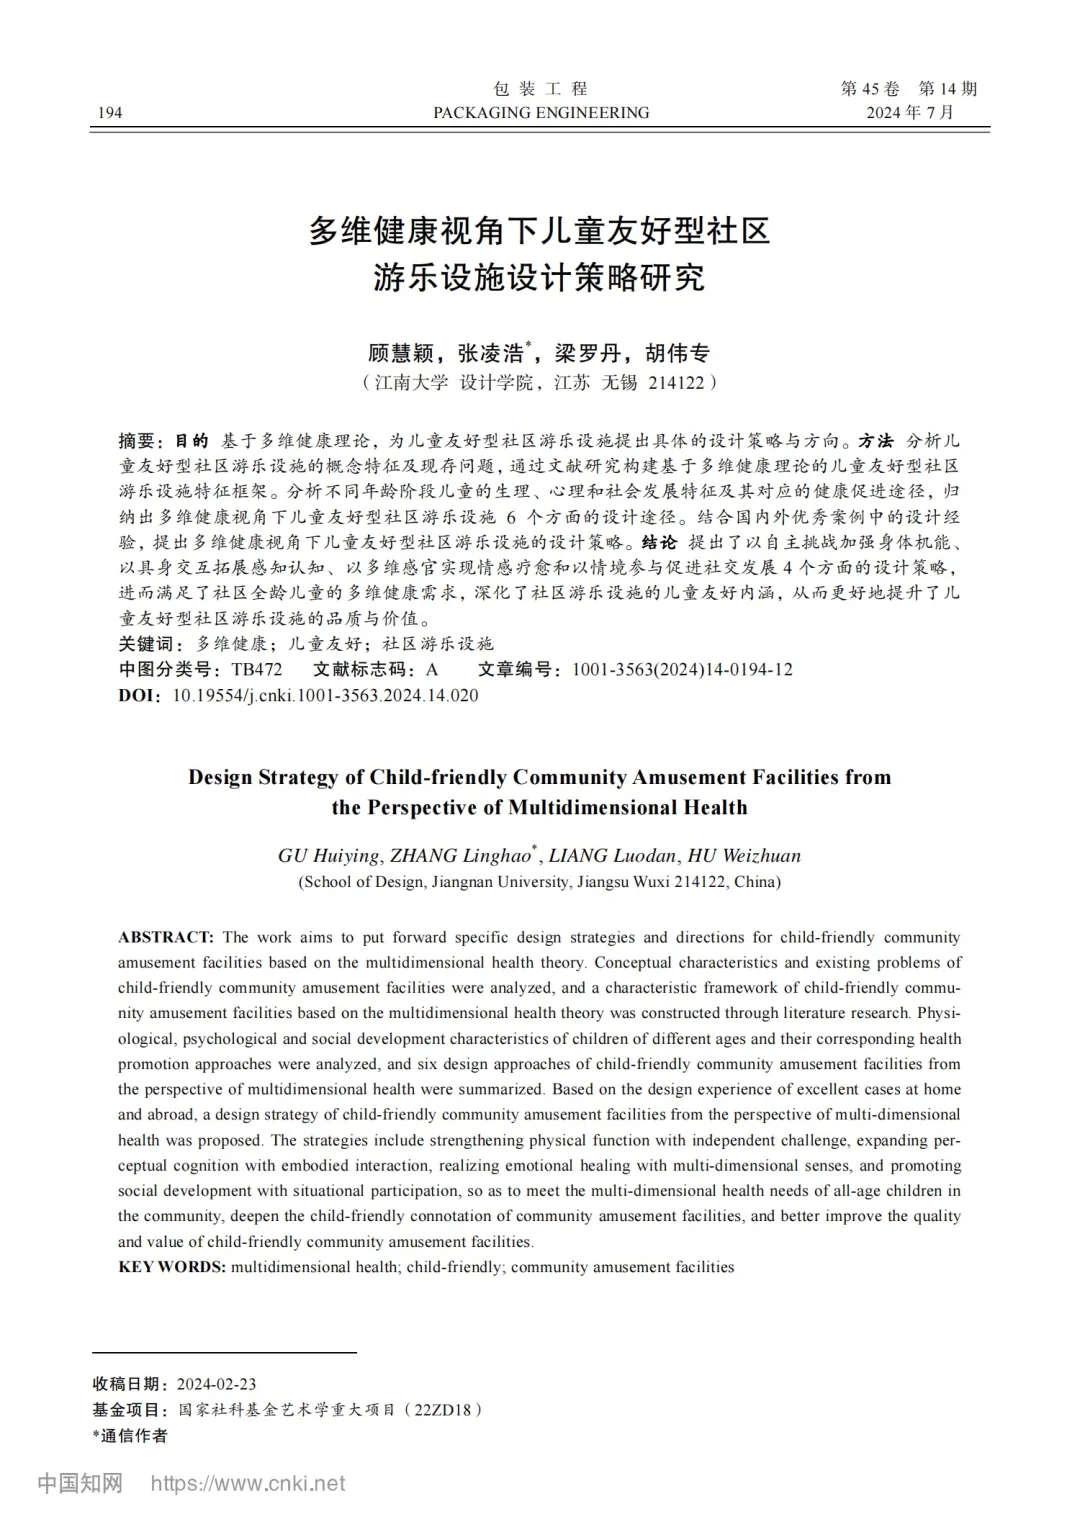 包装工程
第45卷 第14期
194
PACKAGING ENGINEERING
2024年7月
多维健康视角下儿童友好型社区
游乐设施设计策略研究
顾慧颖，张凌浩*，梁罗丹，胡伟专
（江南大学 设计学院，江苏 无锡 214122）
摘要：目的 基于多维健康理论，为儿童友好型社区游乐设施提出具体的设计策略与方向。方法 分析儿
童友好型社区游乐设施的概念特征及现存问题，通过文献研究构建基于多维健康理论的儿童友好型社区
游乐设施特征框架。分析不同年龄阶段儿童的生理、心理和社会发展特征及其对应的健康促进途径，归
纳出多维健康视角下儿童友好型社区游乐设施 6 个方面的设计途径。结合国内外优秀案例中的设计经
验，提出多维健康视角下儿童友好型社区游乐设施的设计策略。结论 提出了以自主挑战加强身体机能、
以具身交互拓展感知认知、以多维感官实现情感疗愈和以情境参与促进社交发展 4 个方面的设计策略，
进而满足了社区全龄儿童的多维健康需求，深化了社区游乐设施的儿童友好内涵，从而更好地提升了儿
童友好型社区游乐设施的品质与价值。
关键词：多维健康；儿童友好；社区游乐设施
中图分类号：TB472 文献标志码：A 文章编号：1001-3563(2024)14-0194-12
DOI：10.19554/j.cnki.1001-3563.2024.14.020
Design Strategy of Child-friendly Community Amusement Facilities from
the Perspective of Multidimensional Health
GU Huiying, ZHANG Linghao*, LIANG Luodan, HU Weizhuan
(School of Design, Jiangnan University, Jiangsu Wuxi 214122, China)
ABSTRACT: The work aims to put forward specific design strategies and directions for child-friendly community
amusement facilities based on the multidimensional health theory. Conceptual characteristics and existing problems of
child-friendly community amusement facilities were analyzed, and a characteristic framework of child-friendly commu-
nity amusement facilities based on the multidimensional health theory was constructed through literature research. Physi-
ological, psychological and social development characteristics of children of different ages and their corresponding health
promotion approaches were analyzed, and six design approaches of child-friendly community amusement facilities from
the perspective of multidimensional health were summarized. Based on the design experience of excellent cases at home
and abroad, a design strategy of child-friendly community amusement facilities from the perspective of multi-dimensional
health was proposed. The strategies include strengthening physical function with independent challenge, expanding per-
ceptual cognition with embodied interaction, realizing emotional healing with multi-dimensional senses, and promoting
social development with situational participation, so as to meet the multi-dimensional health needs of all-age children in
the community, deepen the child-friendly connotation of community amusement facilities, and better improve the quality
and value of child-friendly community amusement facilities.
KEY WORDS: multidimensional health; child-friendly; community amusement facilities
收稿日期：2024-02-23
基金项目：国家社科基金艺术学重大项目（22ZD18）
*通信作者
中国知网 https://www.cnki.net